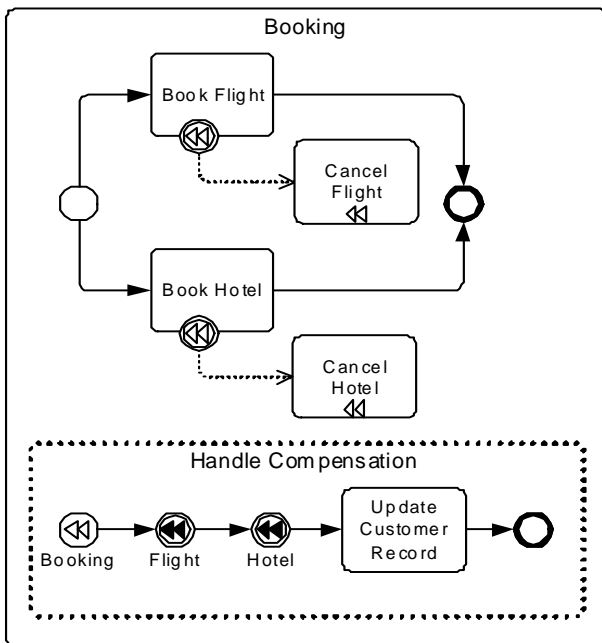 Booking
Book Flight
Cancel
Flight
Book Hotel
Cancel
Hotel
Handle Compensation
Update
Customer
Record
Booking
Flight
Hotel